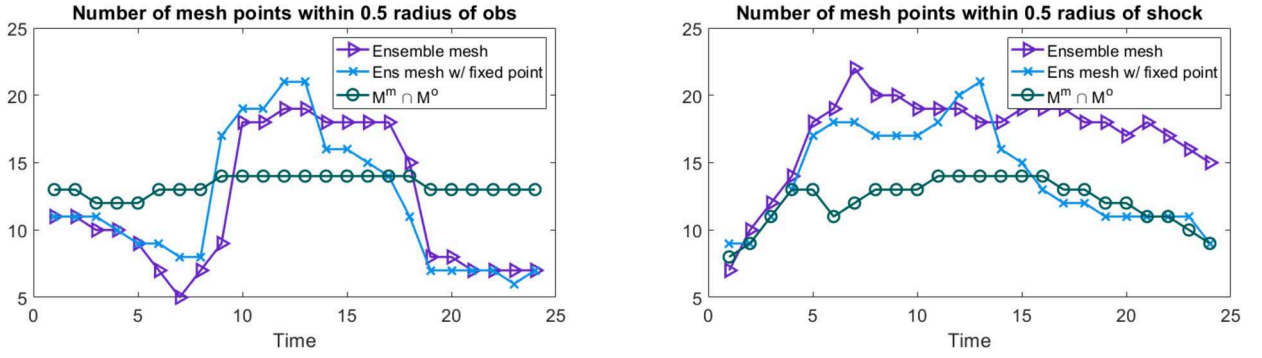 Number of mesh points within 0.5 radius of obs
25
20
15
10
5
0 5 10 15 20 25
Time
Ensemble mesh
Ens mesh w/ fixed point
Mᵐ ∩ Mᵒ
Number of mesh points within 0.5 radius of shock
25
20
15
10
5
0 5 10 15 20 25
Time
Ensemble mesh
Ens mesh w/ fixed point
Mᵐ ∩ Mᵒ